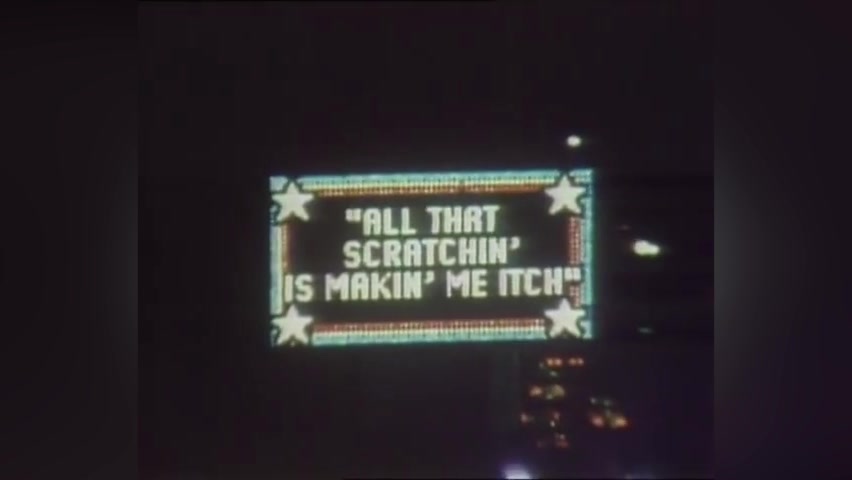 "ALL THAT
SCRATCHIN'
IS MAKIN' ME ITCH"